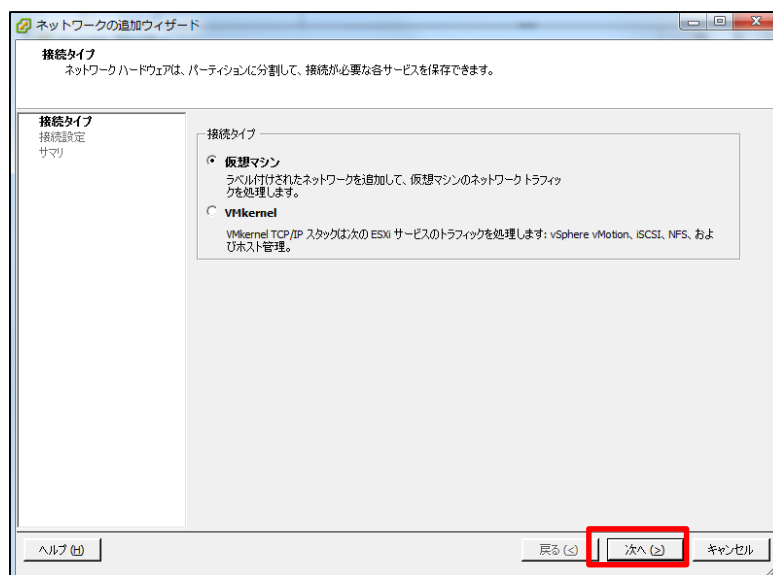 ネットワークの追加ウィザード
接続タイプ
ネットワーク ハードウェアは、パーティションに分割して、接続が必要な各サービスを保存できます。
接続タイプ
接続設定
サマリ
接続タイプ
仮想マシン
ラベル付けされたネットワークを追加して、仮想マシンのネットワーク トラフィッ
クを処理します。
VMkernel
VMkernel TCP/IP スタックは次の ESXi サービスのトラフィックを処理します: vSphere vMotion、iSCSI、NFS、およ
びホスト管理。
ヘルプ (H)
戻る (<)
次へ (>)
キャンセル